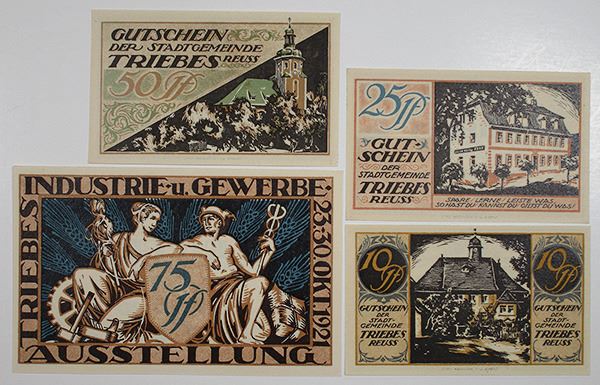 GUTSCHEIN
DER STADTGEMEINDE
TRIEBES REUSS
50 Pf
25 Pf
GUT-
SCHEIN
DER
STADTGEMEINDE
TRIEBES
REUSS
SPARE, LERNE, LEISTE WAS,
SO HAST DU, KANNST DU, GILTST DU WAS!
TRIEBES
INDUSTRIE-u. GEWERBE-
23-30. OKT. 1921
75
Pf
AUSSTELLUNG
10 Pf
10 Pf
GUTSCHEIN
DER
STADT-
GEMEINDE
TRIEBES
REUSS
GUTSCHEIN
DER
STADT-
GEMEINDE
TRIEBES
REUSS